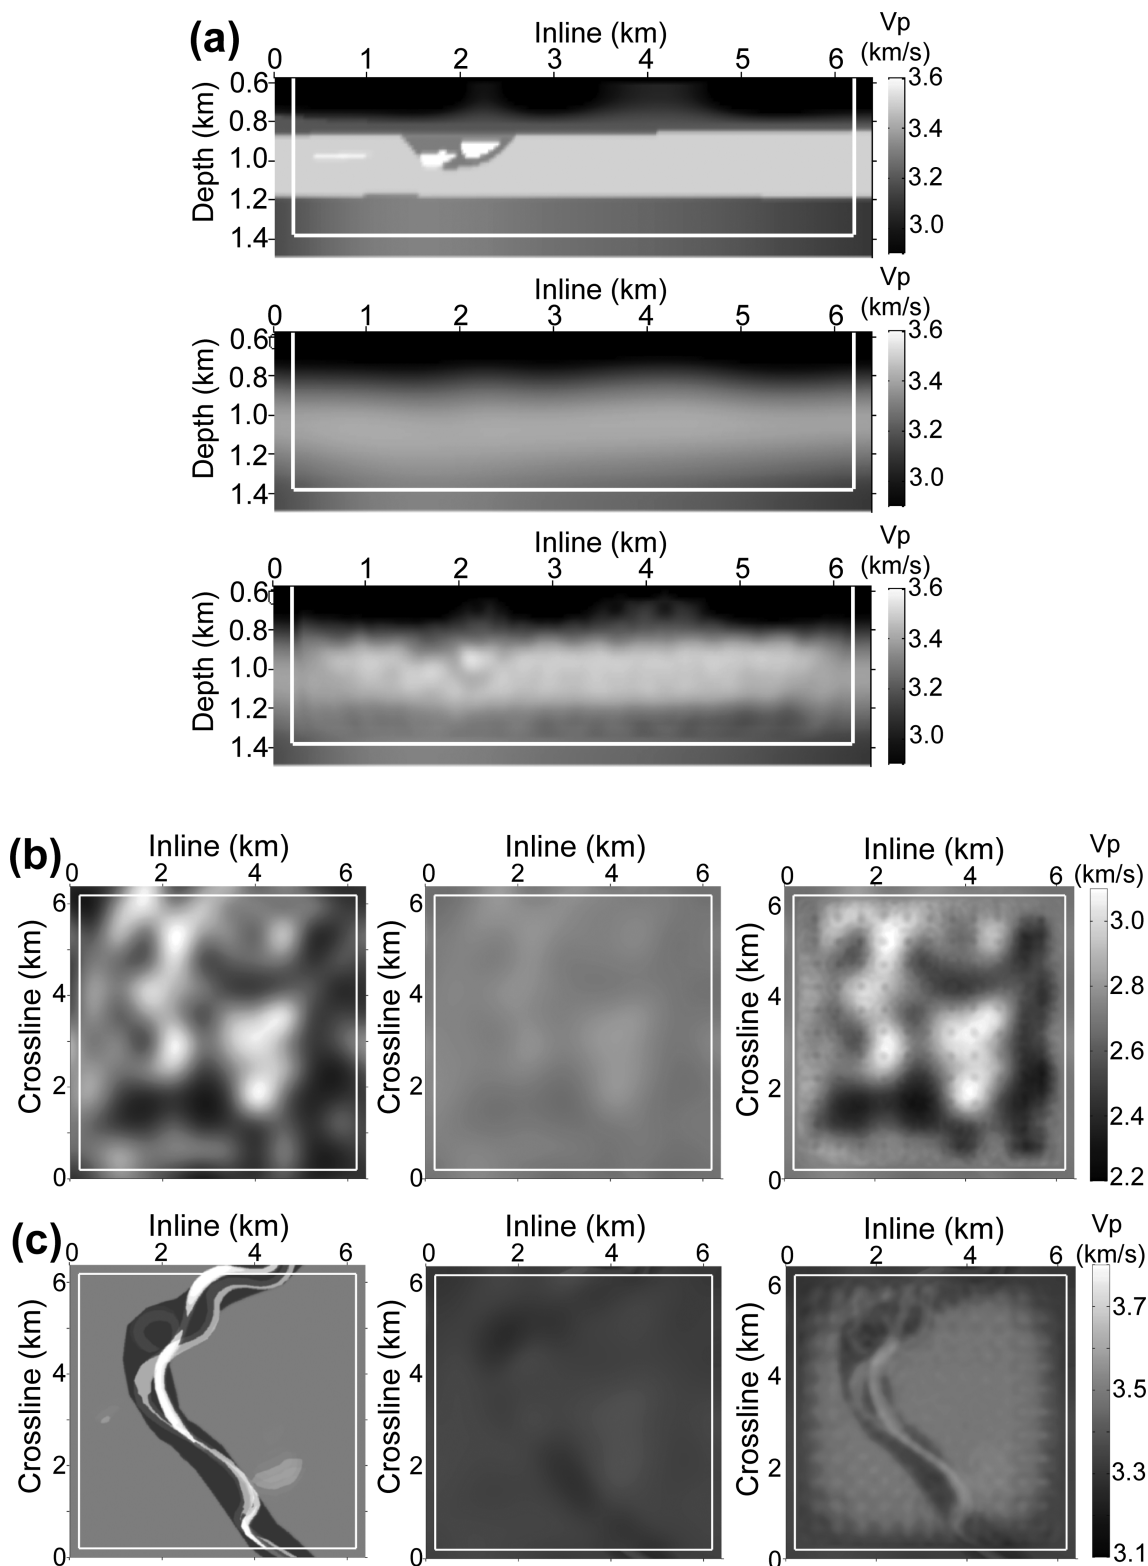 (a)
Inline (km)
Vp
(km/s)
0 1 2 3 4 5 6
Depth (km)
0.6
0.8
1.0
1.2
1.4
3.6
3.4
3.2
3.0
Inline (km)
Vp
(km/s)
0 1 2 3 4 5 6
Depth (km)
0.6
0.8
1.0
1.2
1.4
3.6
3.4
3.2
3.0
Inline (km)
Vp
(km/s)
0 1 2 3 4 5 6
Depth (km)
0.6
0.8
1.0
1.2
1.4
3.6
3.4
3.2
3.0
(b)
Inline (km)
0 2 4 6
Crossline (km)
6
4
2
0
Inline (km)
0 2 4 6
Crossline (km)
6
4
2
0
Inline (km)
0 2 4 6
Crossline (km)
6
4
2
0
Vp
(km/s)
3.0
2.8
2.6
2.4
2.2
(c)
Inline (km)
0 2 4 6
Crossline (km)
6
4
2
0
Inline (km)
0 2 4 6
Crossline (km)
6
4
2
0
Inline (km)
0 2 4 6
Crossline (km)
6
4
2
0
Vp
(km/s)
3.7
3.5
3.3
3.1